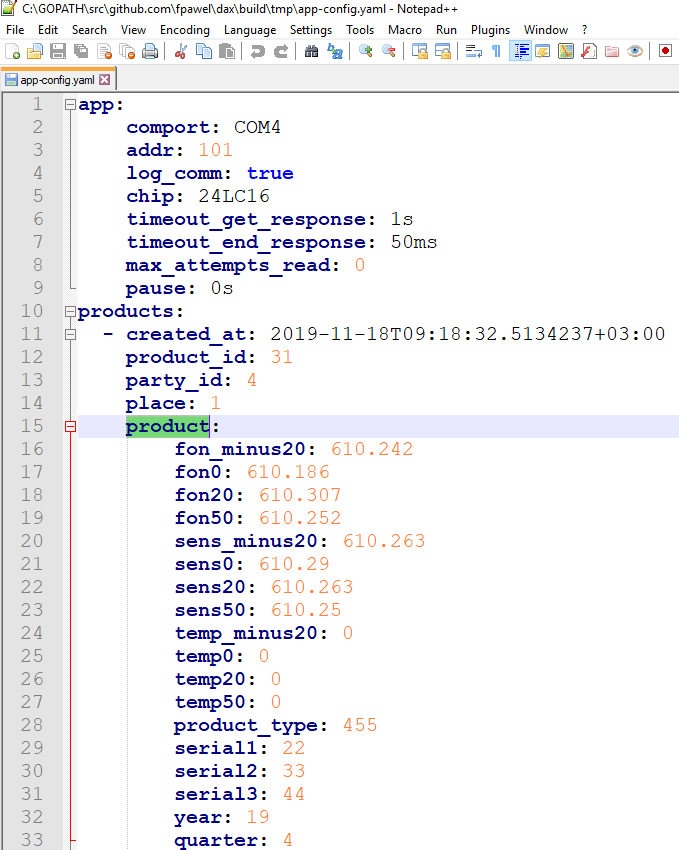 C:\GOPATH\src\github.com\fpawel\dax\build\tmp\app-config.yaml - Notepad++
File Edit Search View Encoding Language Settings Tools Macro Run Plugins Window ?
app-config.yaml
1 app:
2 comport: COM4
3 addr: 101
4 log_comm: true
5 chip: 24LC16
6 timeout_get_response: 1s
7 timeout_end_response: 50ms
8 max_attempts_read: 0
9 pause: 0s
10 products:
11 - created_at: 2019-11-18T09:18:32.5134237+03:00
12 product_id: 31
13 party_id: 4
14 place: 1
15 product:
16 fon_minus20: 610.242
17 fon0: 610.186
18 fon20: 610.307
19 fon50: 610.252
20 sens_minus20: 610.263
21 sens0: 610.29
22 sens20: 610.263
23 sens50: 610.25
24 temp_minus20: 0
25 temp0: 0
26 temp20: 0
27 temp50: 0
28 product_type: 455
29 serial1: 22
30 serial2: 33
31 serial3: 44
32 year: 19
33 quarter: 4